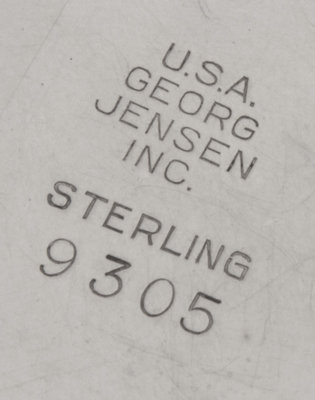 U.S.A.
GEORG
JENSEN
INC.
STERLING
9305